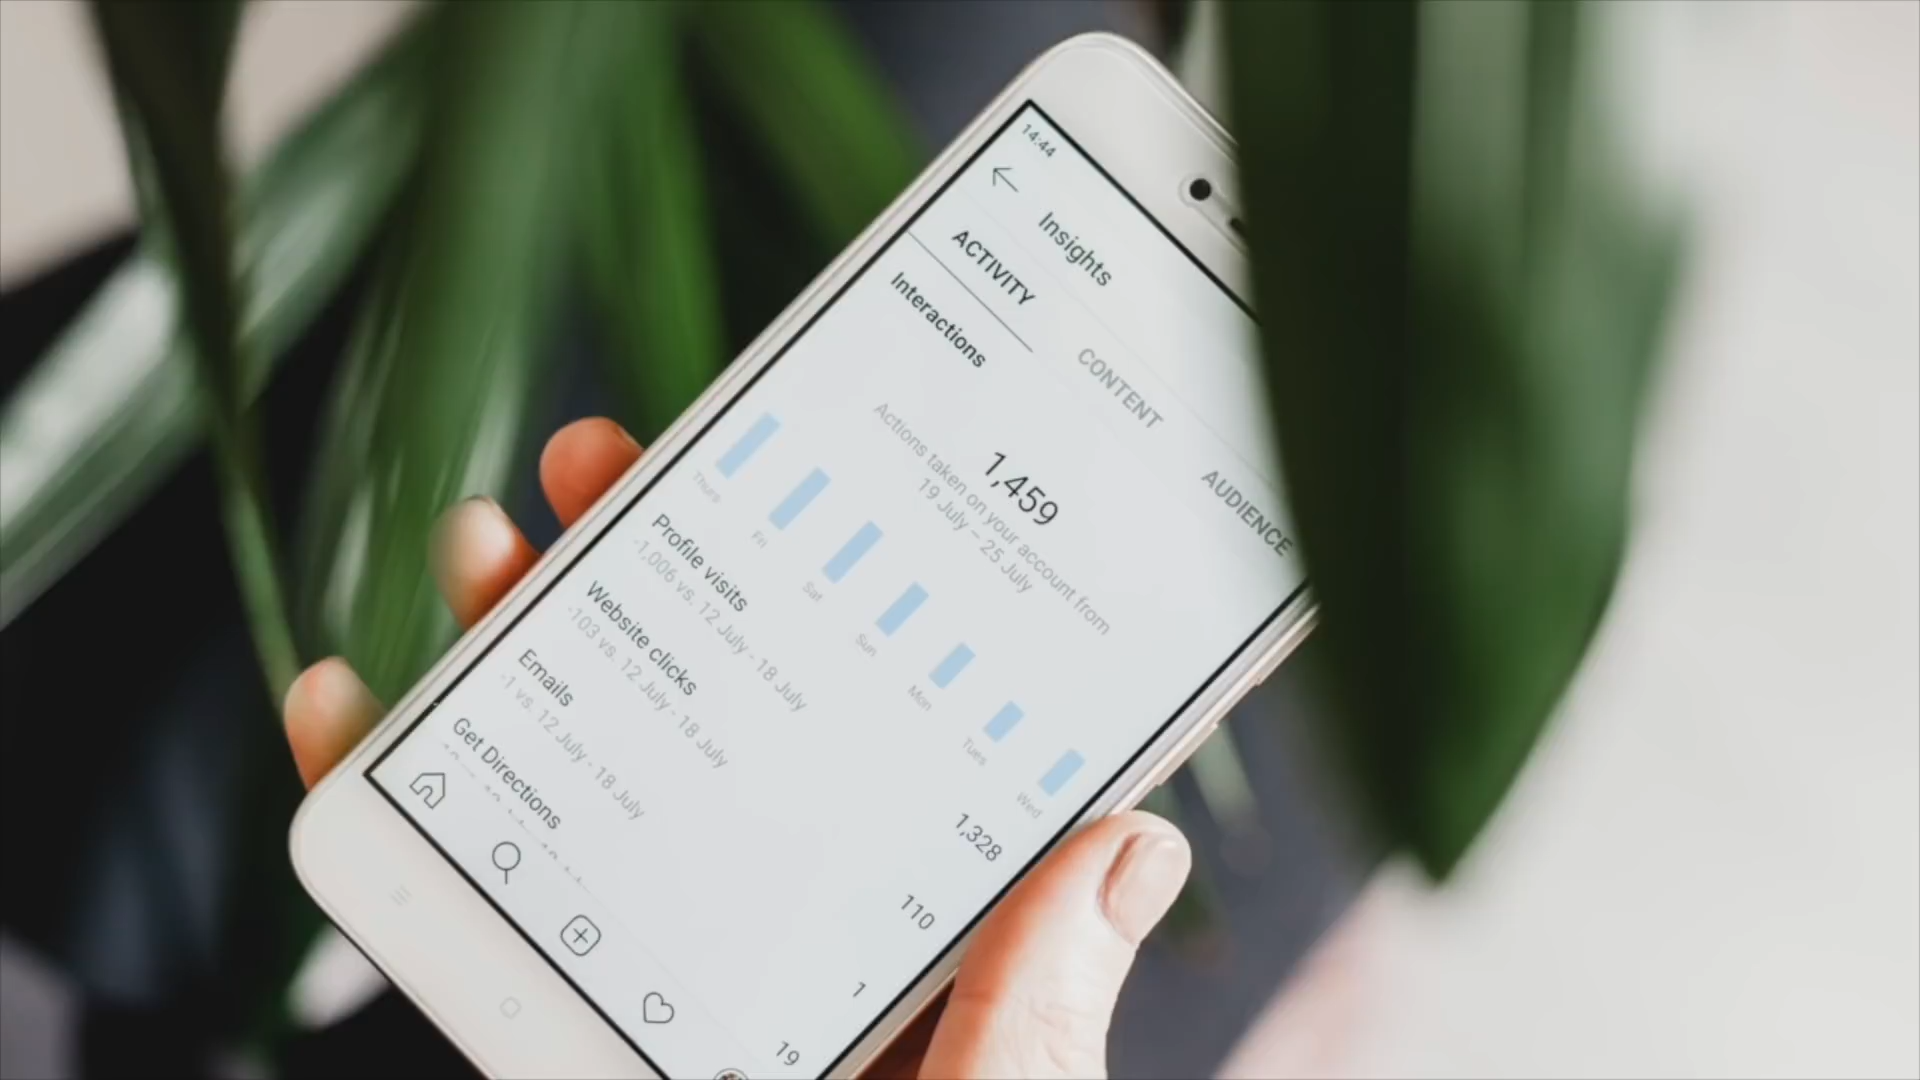 14:44
Insights
ACTIVITY
CONTENT
AUDIENCE
Interactions
1,459
Actions taken on your account from
19 July – 25 July
Thurs
Fri
Sat
Sun
Mon
Tues
Wed
Profile visits
1,328
-1,006 vs. 12 July - 18 July
Website clicks
110
-103 vs. 12 July - 18 July
Emails
1
-1 vs. 12 July - 18 July
Get Directions
19